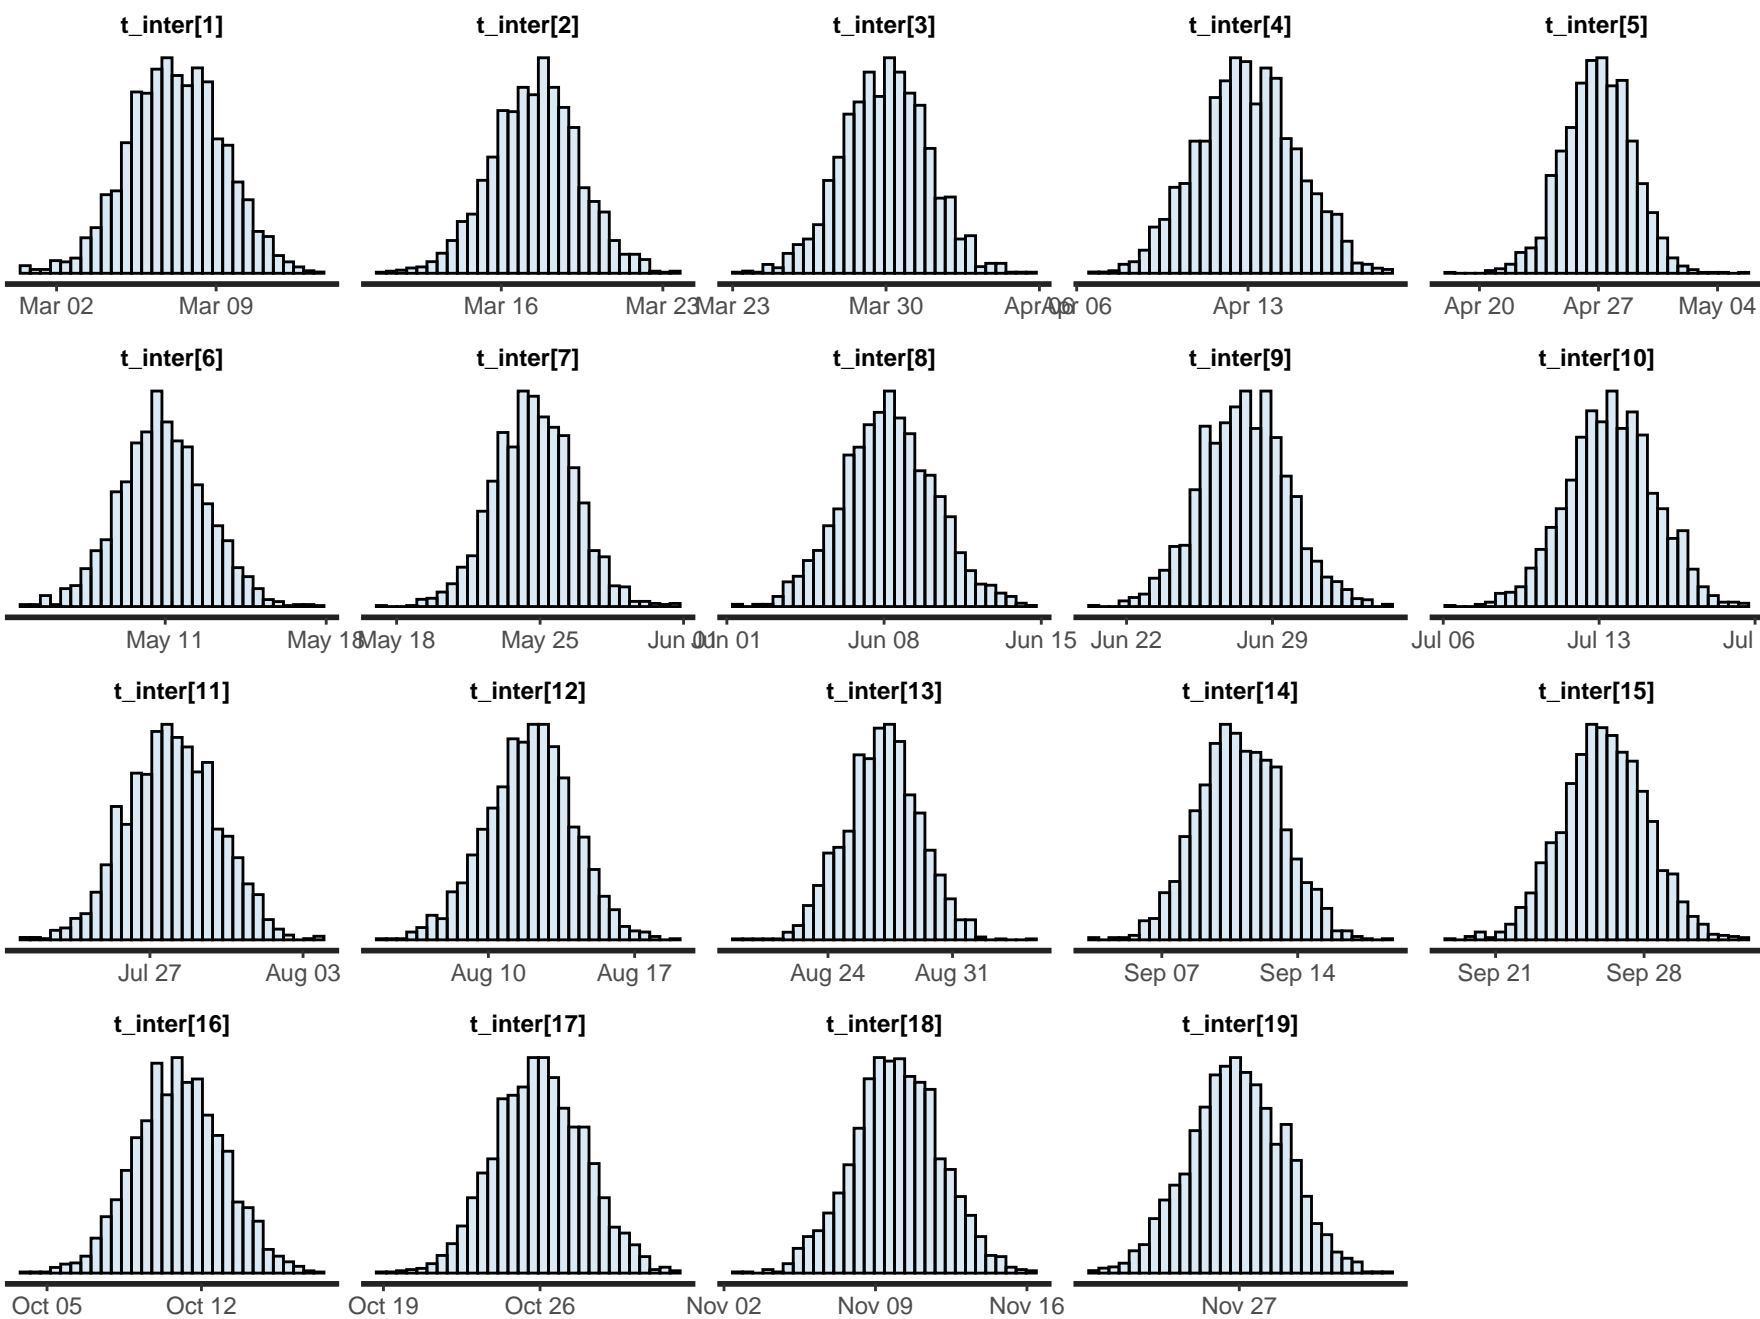 t_inter[1] t_inter[2] t_inter[3] t_inter[4] t_inter[5]
Mar 02 Mar 09 Mar 16 Mar 23 Mar 23 Mar 30 Apr 06 Apr 06 Apr 13 Apr 20 Apr 27 May 04
t_inter[6] t_inter[7] t_inter[8] t_inter[9] t_inter[10]
May 11 May 18 May 18 May 25 Jun 01 Jun 01 Jun 08 Jun 15 Jun 22 Jun 29 Jul 06 Jul 13 Jul
t_inter[11] t_inter[12] t_inter[13] t_inter[14] t_inter[15]
Jul 27 Aug 03 Aug 10 Aug 17 Aug 24 Aug 31 Sep 07 Sep 14 Sep 21 Sep 28
t_inter[16] t_inter[17] t_inter[18] t_inter[19]
Oct 05 Oct 12 Oct 19 Oct 26 Nov 02 Nov 09 Nov 16 Nov 27